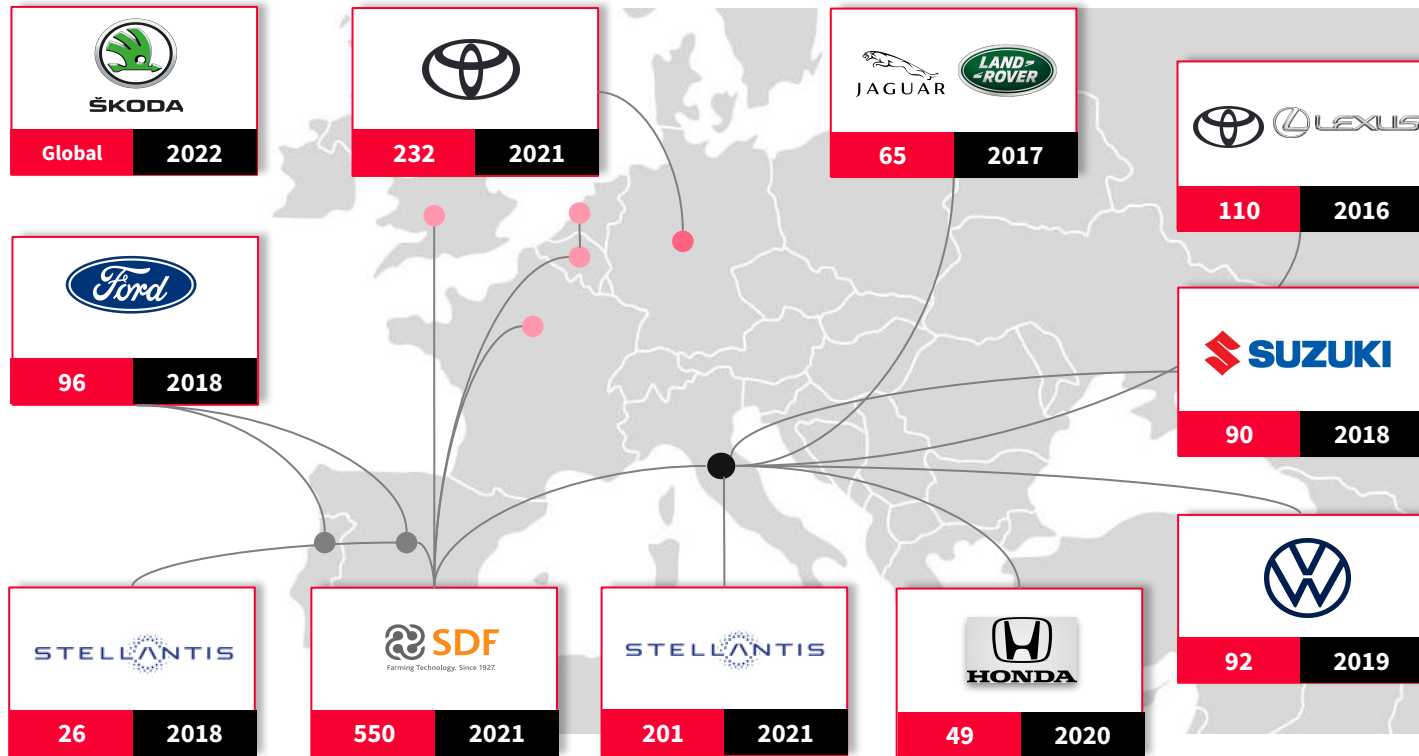 ŠKODA
Global 2022
232 2021
JAGUAR
LAND-
-ROVER
65 2017
LEXUS
110 2016
Ford
96 2018
SUZUKI
90 2018
STELLANTIS
26 2018
SDF
Farming Technology. Since 1927.
550 2021
STELLANTIS
201 2021
HONDA
49 2020
92 2019